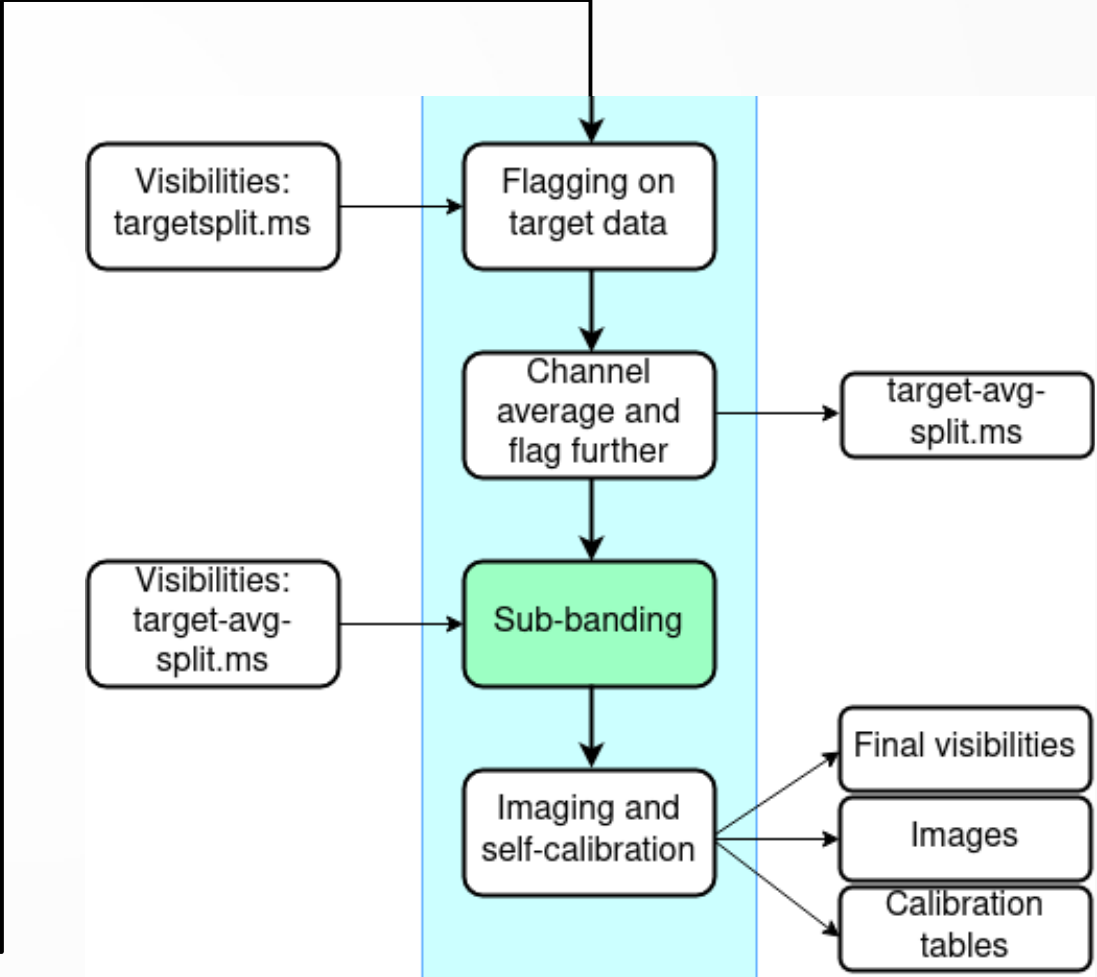 Visibilities:
targetsplit.ms
Flagging on
target data
Channel
average and
flag further
target-avg-
split.ms
Visibilities:
target-avg-
split.ms
Sub-banding
Imaging and
self-calibration
Final visibilities
Images
Calibration
tables